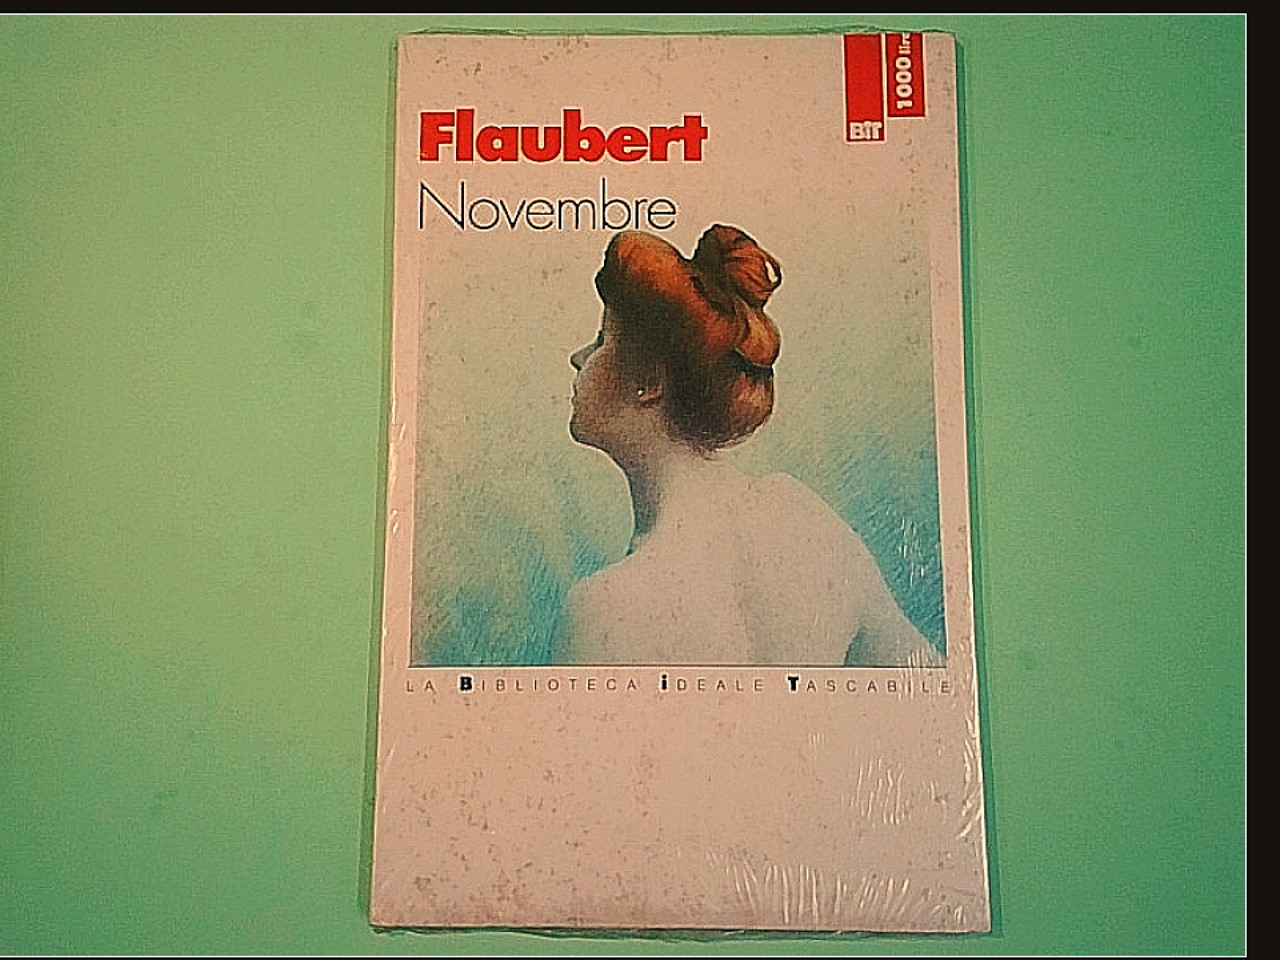 BiT
1000 lire
Flaubert
Novembre
LA BIBLIOTECA iDEALE TASCABILE